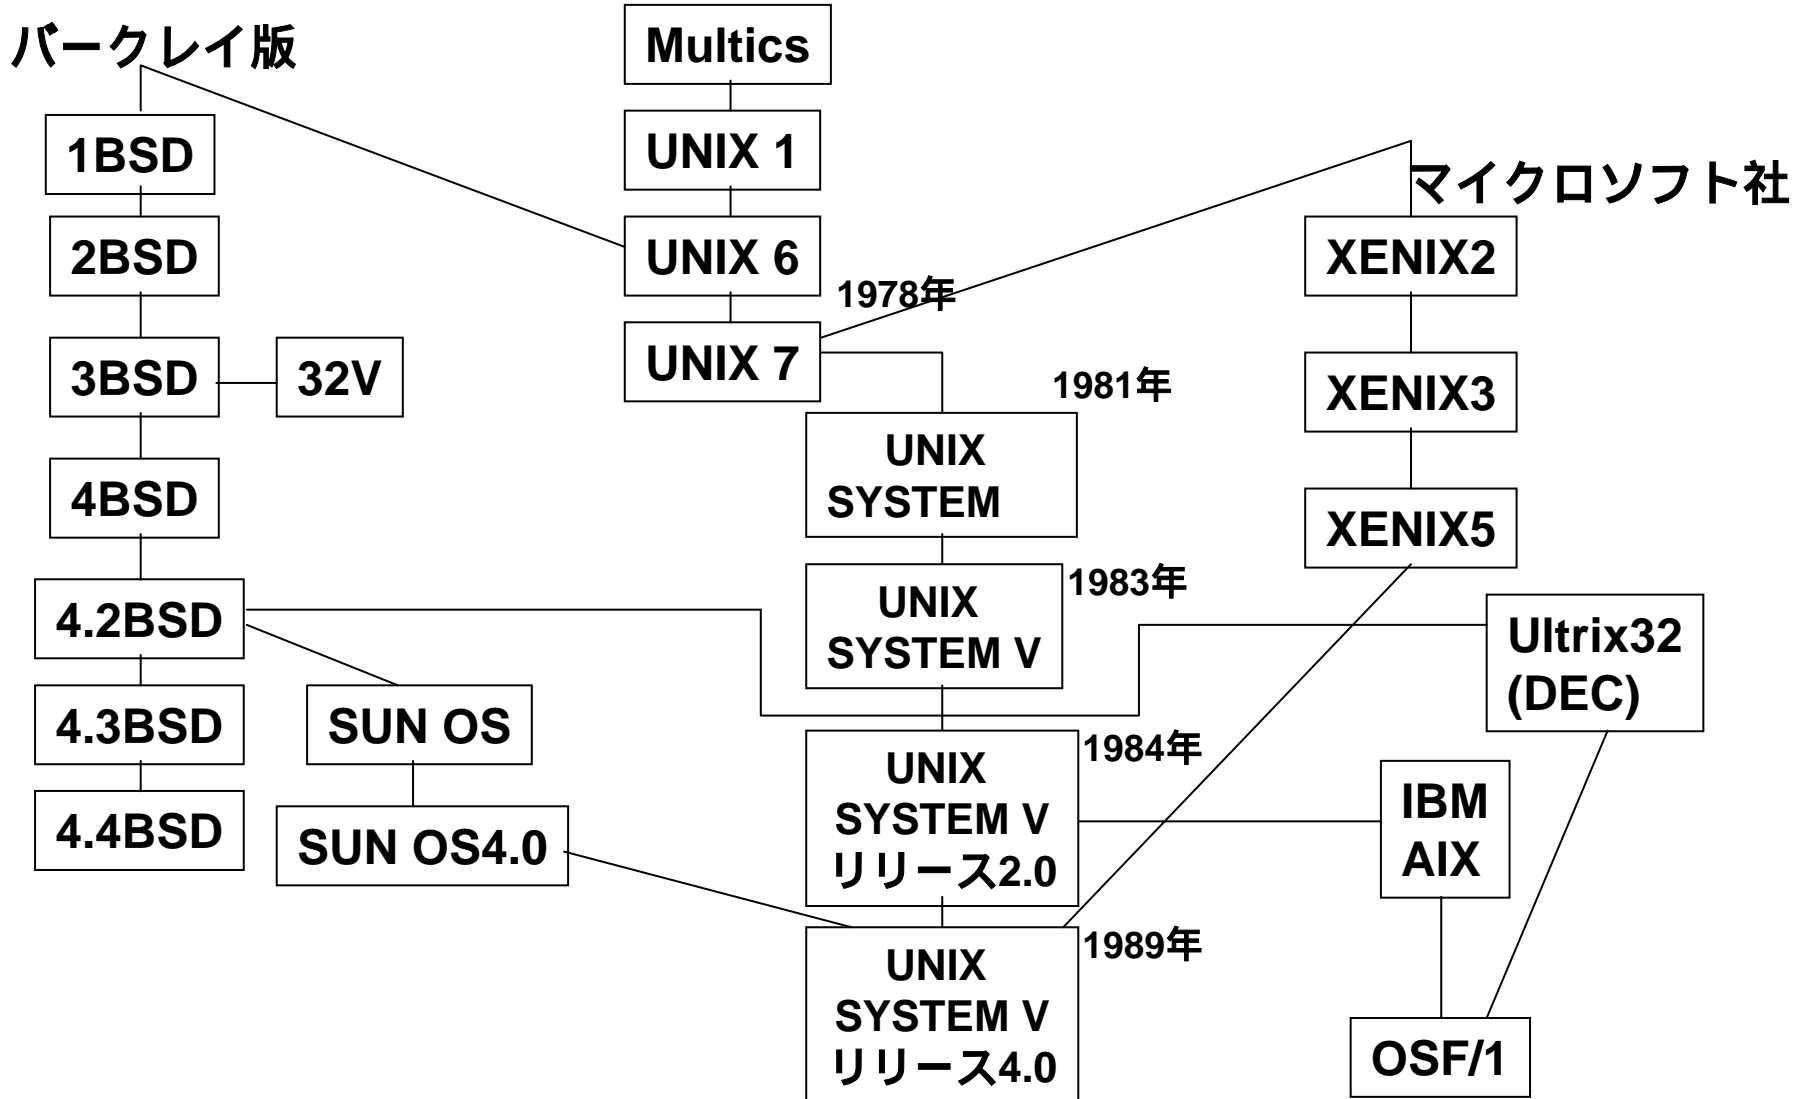 バークレイ版
Multics
1BSD
UNIX 1
マイクロソフト社
2BSD
UNIX 6
XENIX2
1978年
3BSD
32V
UNIX 7
1981年
XENIX3
UNIX
SYSTEM
4BSD
XENIX5
1983年
4.2BSD
UNIX
SYSTEM V
Ultrix32
(DEC)
4.3BSD
SUN OS
1984年
UNIX
SYSTEM V
リリース2.0
IBM
AIX
4.4BSD
SUN OS4.0
1989年
UNIX
SYSTEM V
リリース4.0
OSF/1